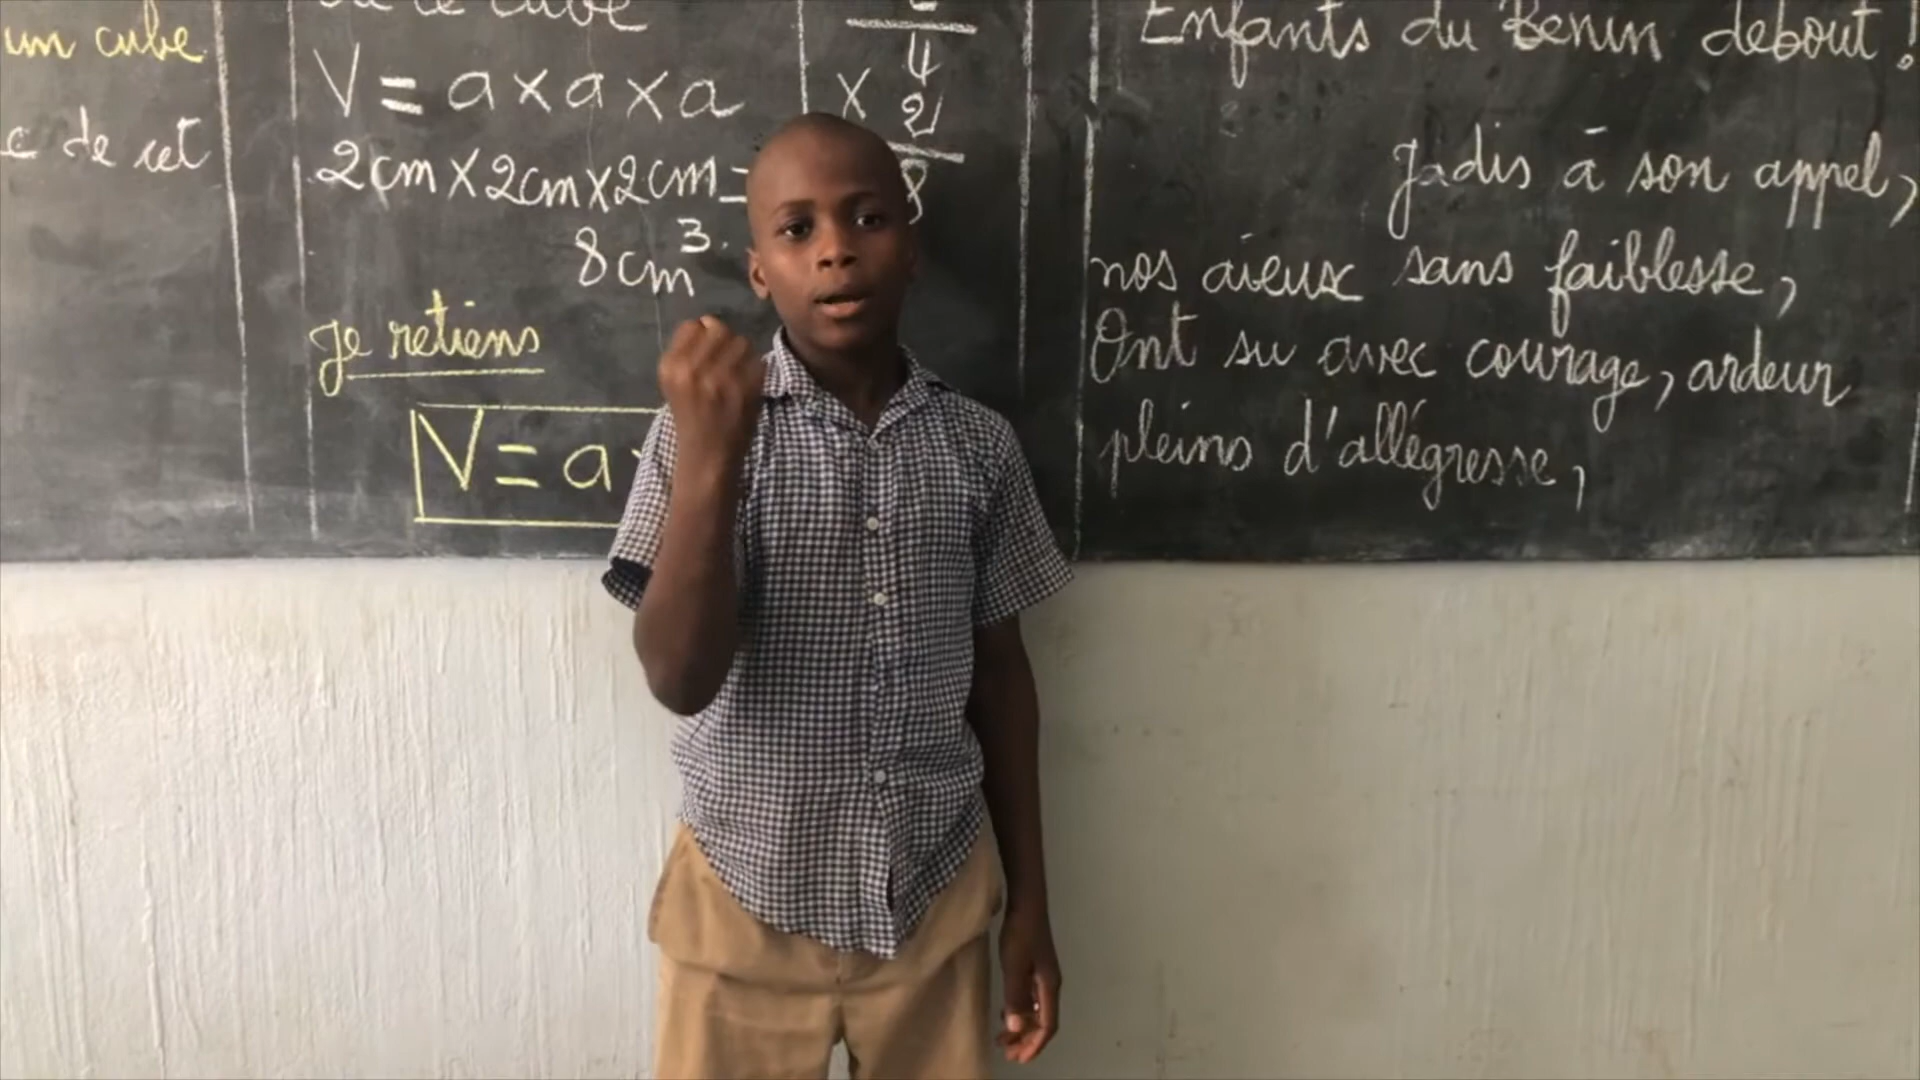 un cube
c de cet
V = a x a x a
2cm x 2cm x 2cm =
8cm³.
Je retiens
V = a
4
x 2
8
Enfants du Benin debout !
Jadis à son appel,
nos aïeux sans faiblesse,
Ont su avec courage, ardeur
pleins d'allégresse,